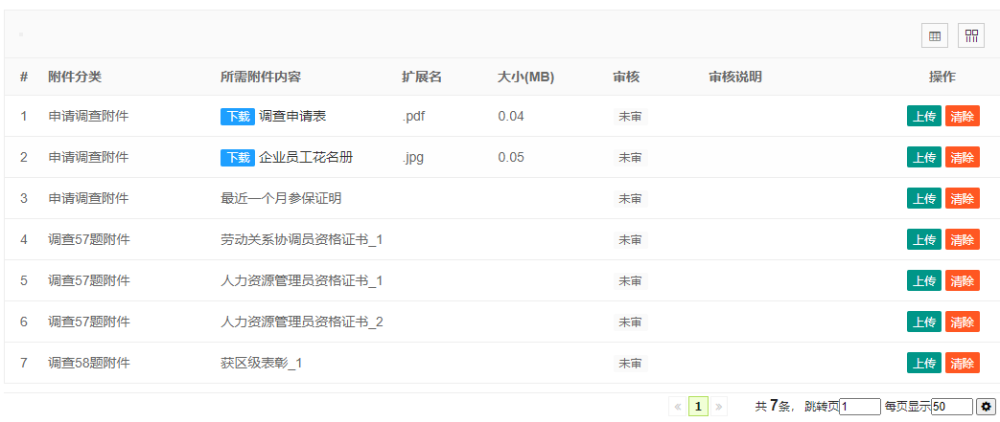 # 附件分类 所需附件内容 扩展名 大小(MB) 审核 审核说明 操作
1 申请调查附件 下载 调查申请表 .pdf 0.04 未审 上传 清除
2 申请调查附件 下载 企业员工花名册 .jpg 0.05 未审 上传 清除
3 申请调查附件 最近一个月参保证明 未审 上传 清除
4 调查57题附件 劳动关系协调员资格证书_1 未审 上传 清除
5 调查57题附件 人力资源管理员资格证书_1 未审 上传 清除
6 调查57题附件 人力资源管理员资格证书_2 未审 上传 清除
7 调查58题附件 获区级表彰_1 未审 上传 清除
« 1 » 共 7条， 跳转页1 每页显示50